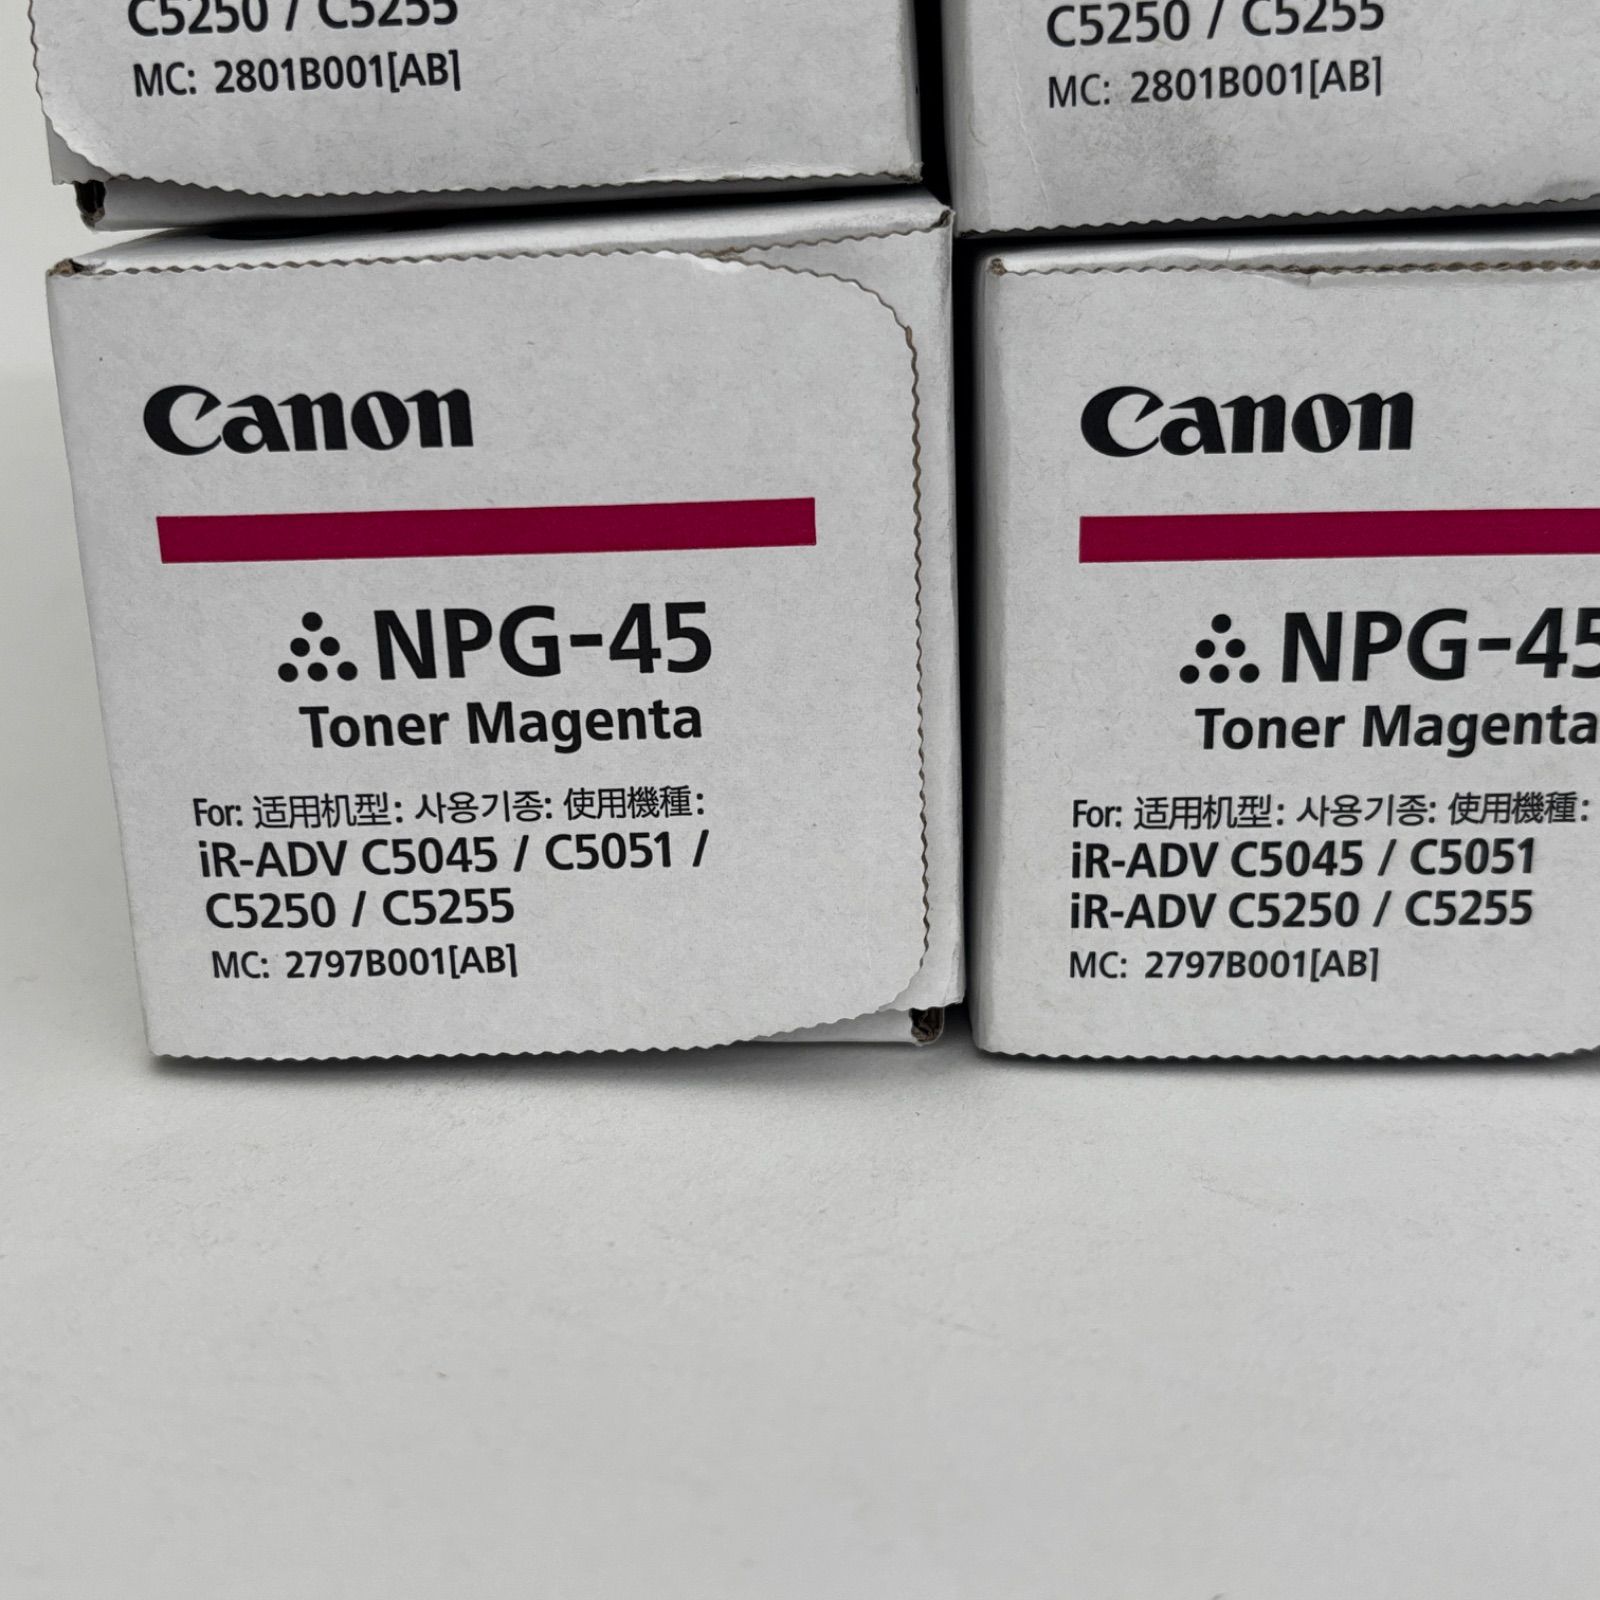 C5250 / C5255
MC: 2801B001[AB]
C5250 / C5255
MC: 2801B001[AB]
Canon
NPG-45
Toner Magenta
For: 适用机型: 사용기종: 使用機種:
iR-ADV C5045 / C5051 /
C5250 / C5255
MC: 2797B001[AB]
Canon
NPG-45
Toner Magenta
For: 适用机型: 사용기종: 使用機種:
iR-ADV C5045 / C5051
iR-ADV C5250 / C5255
MC: 2797B001[AB]